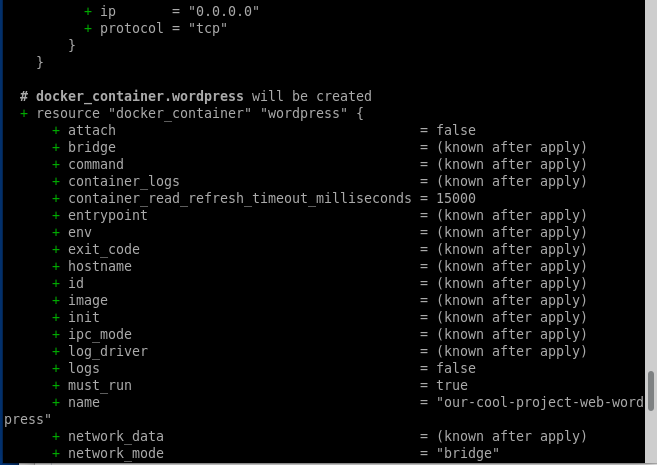 + ip       = "0.0.0.0"
+ protocol = "tcp"
}
}
# docker_container.wordpress will be created
+ resource "docker_container" "wordpress" {
+ attach                                      = false
+ bridge                                      = (known after apply)
+ command                                     = (known after apply)
+ container_logs                              = (known after apply)
+ container_read_refresh_timeout_milliseconds = 15000
+ entrypoint                                  = (known after apply)
+ env                                         = (known after apply)
+ exit_code                                   = (known after apply)
+ hostname                                    = (known after apply)
+ id                                          = (known after apply)
+ image                                       = (known after apply)
+ init                                        = (known after apply)
+ ipc_mode                                    = (known after apply)
+ log_driver                                  = (known after apply)
+ logs                                        = false
+ must_run                                    = true
+ name                                        = "our-cool-project-web-word
press"
+ network_data                                = (known after apply)
+ network_mode                                = "bridge"